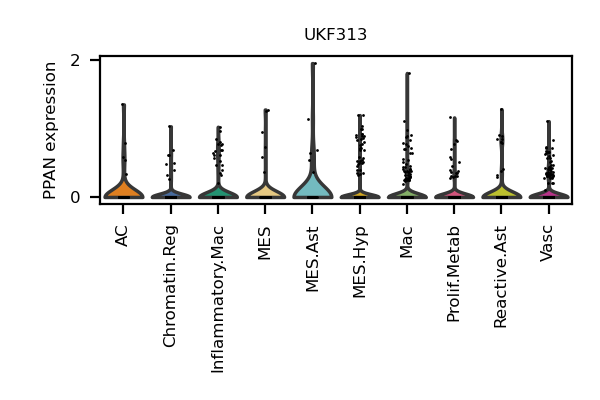 UKF313
PPAN expression
2
0
AC
Chromatin.Reg
Inflammatory.Mac
MES
MES.Ast
MES.Hyp
Mac
Prolif.Metab
Reactive.Ast
Vasc